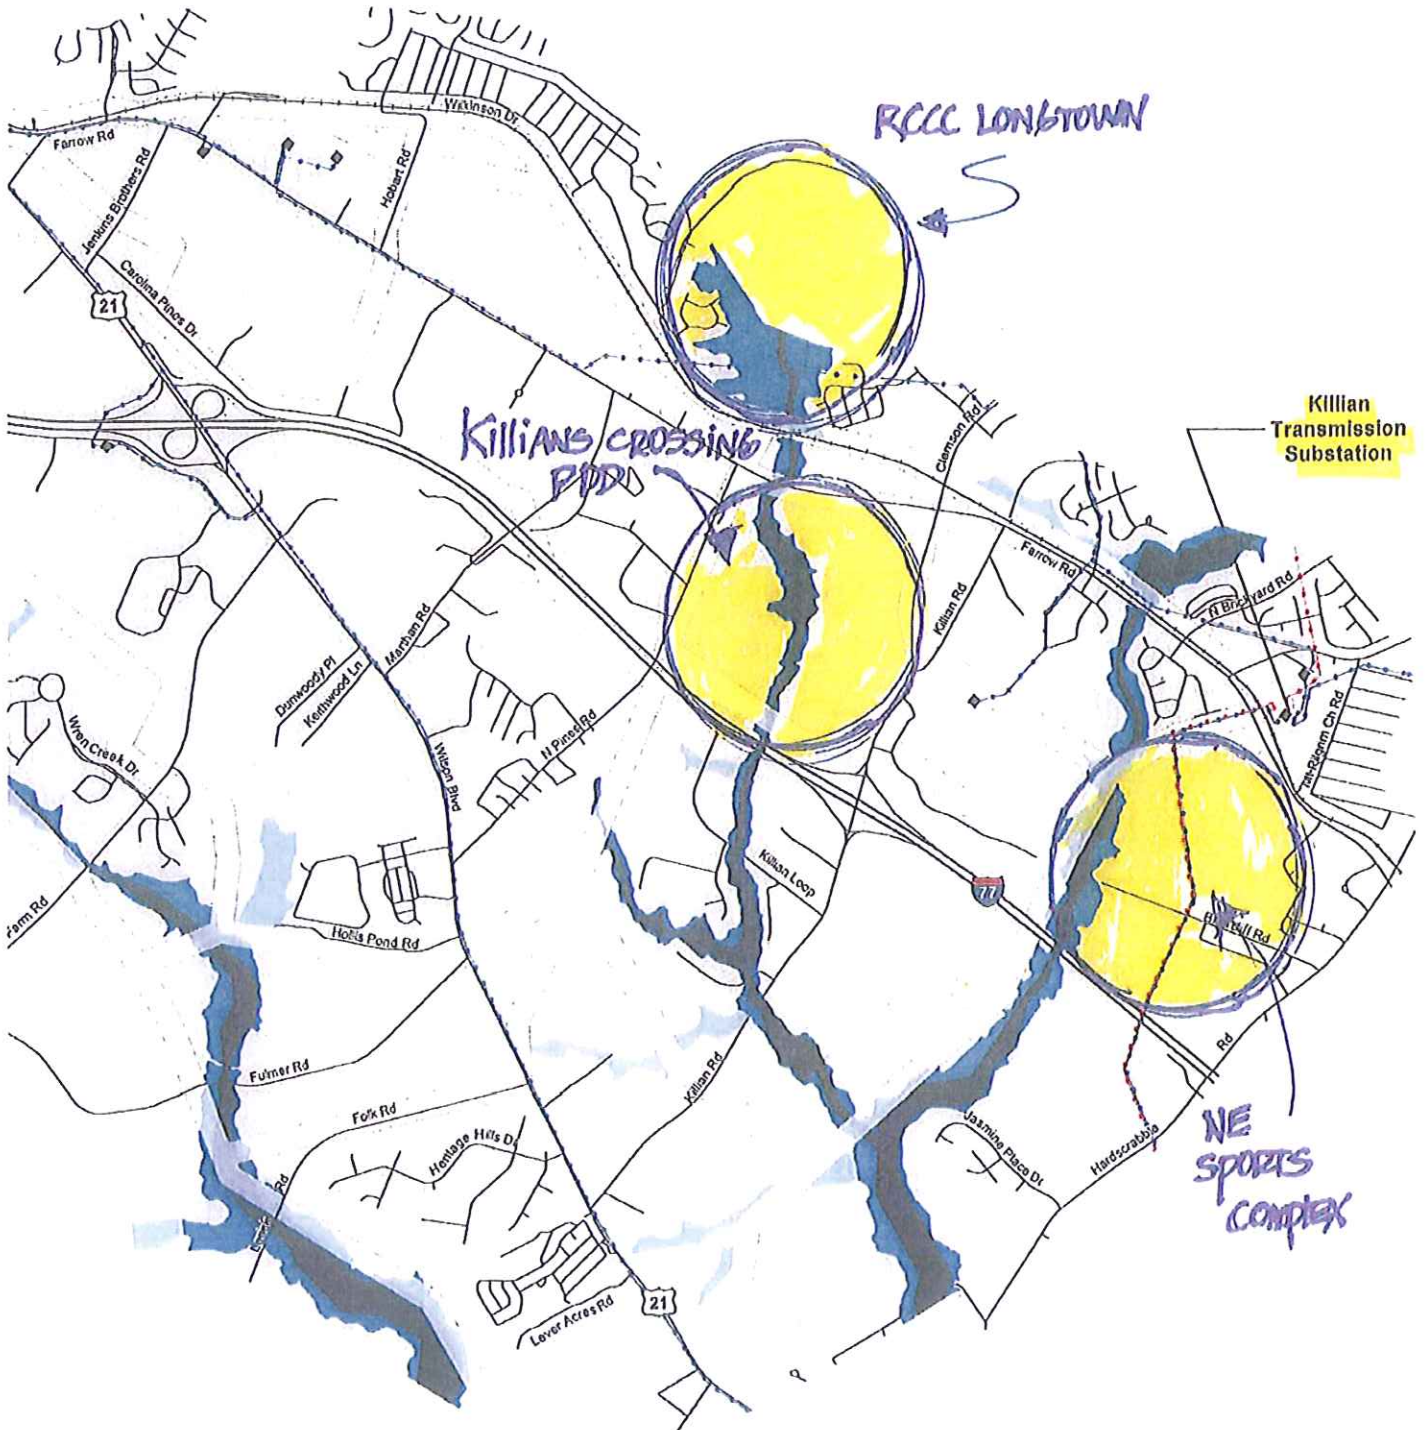 RCCC LONGTOWN
Wilkinson Dr
Farrow Rd
Jenkins Brothers Rd
Hobart Rd
Carolina Pines Dr
21
Killian
Transmission
Substation
KILLIANS CROSSING
PDD
Clemson Rd
Farrow Rd
N Brickyard Rd
Killian Rd
Marthan Rd
Dunwoody Pl
Keithwood Ln
Wren Creek Dr
N Pines Rd
Wilson Blvd
Killian Loop
77
Farm Rd
Hollis Pond Rd
Rd
Fulmer Rd
Folk Rd
Killian Rd
Heritage Hills Dr
Jasmine Place Dr
Hardscrabble
NE
SPORTS
COMPLEX
Rd
21
Lever Acres Rd